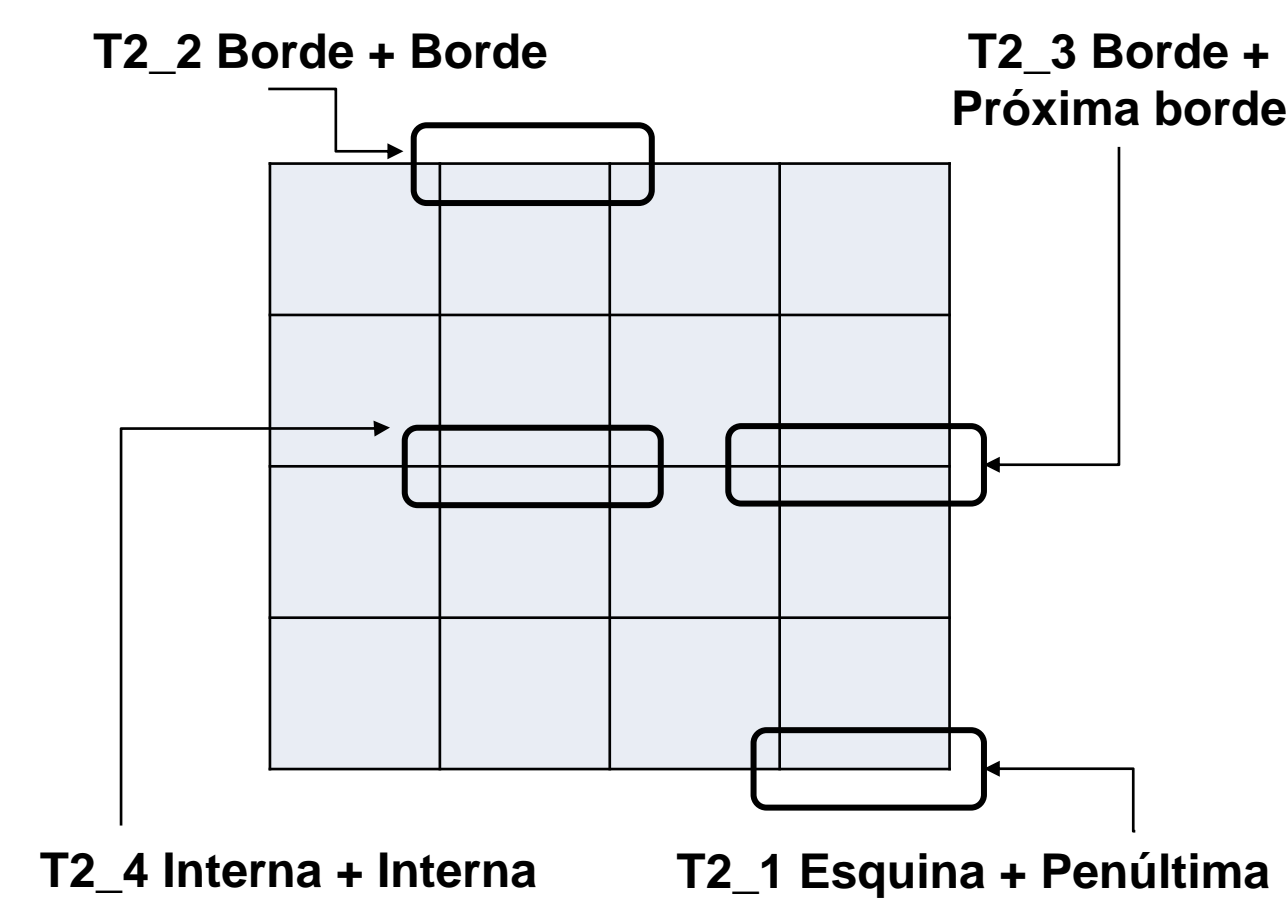 T2_2 Borde + Borde
T2_3 Borde +
Próxima borde
T2_4 Interna + Interna
T2_1 Esquina + Penúltima